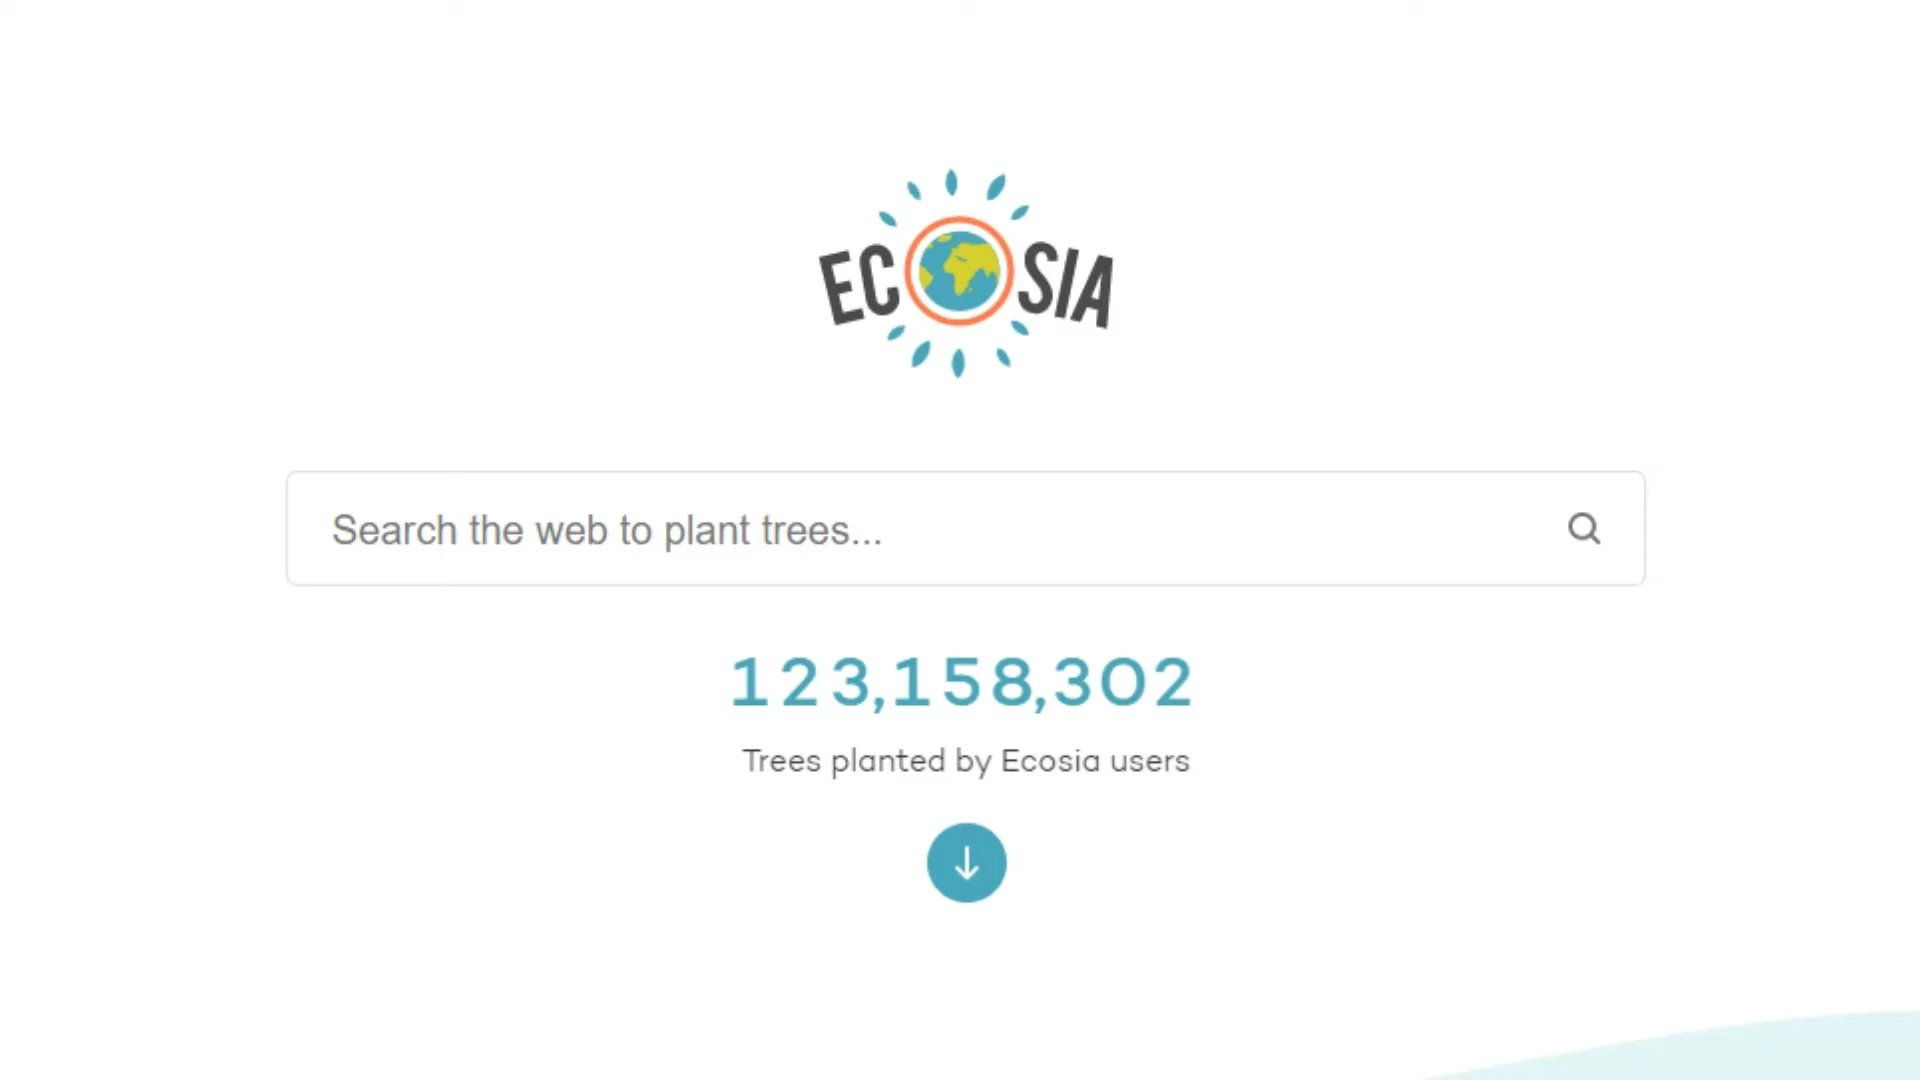 ECOSIA
Search the web to plant trees...
123,158,302
Trees planted by Ecosia users